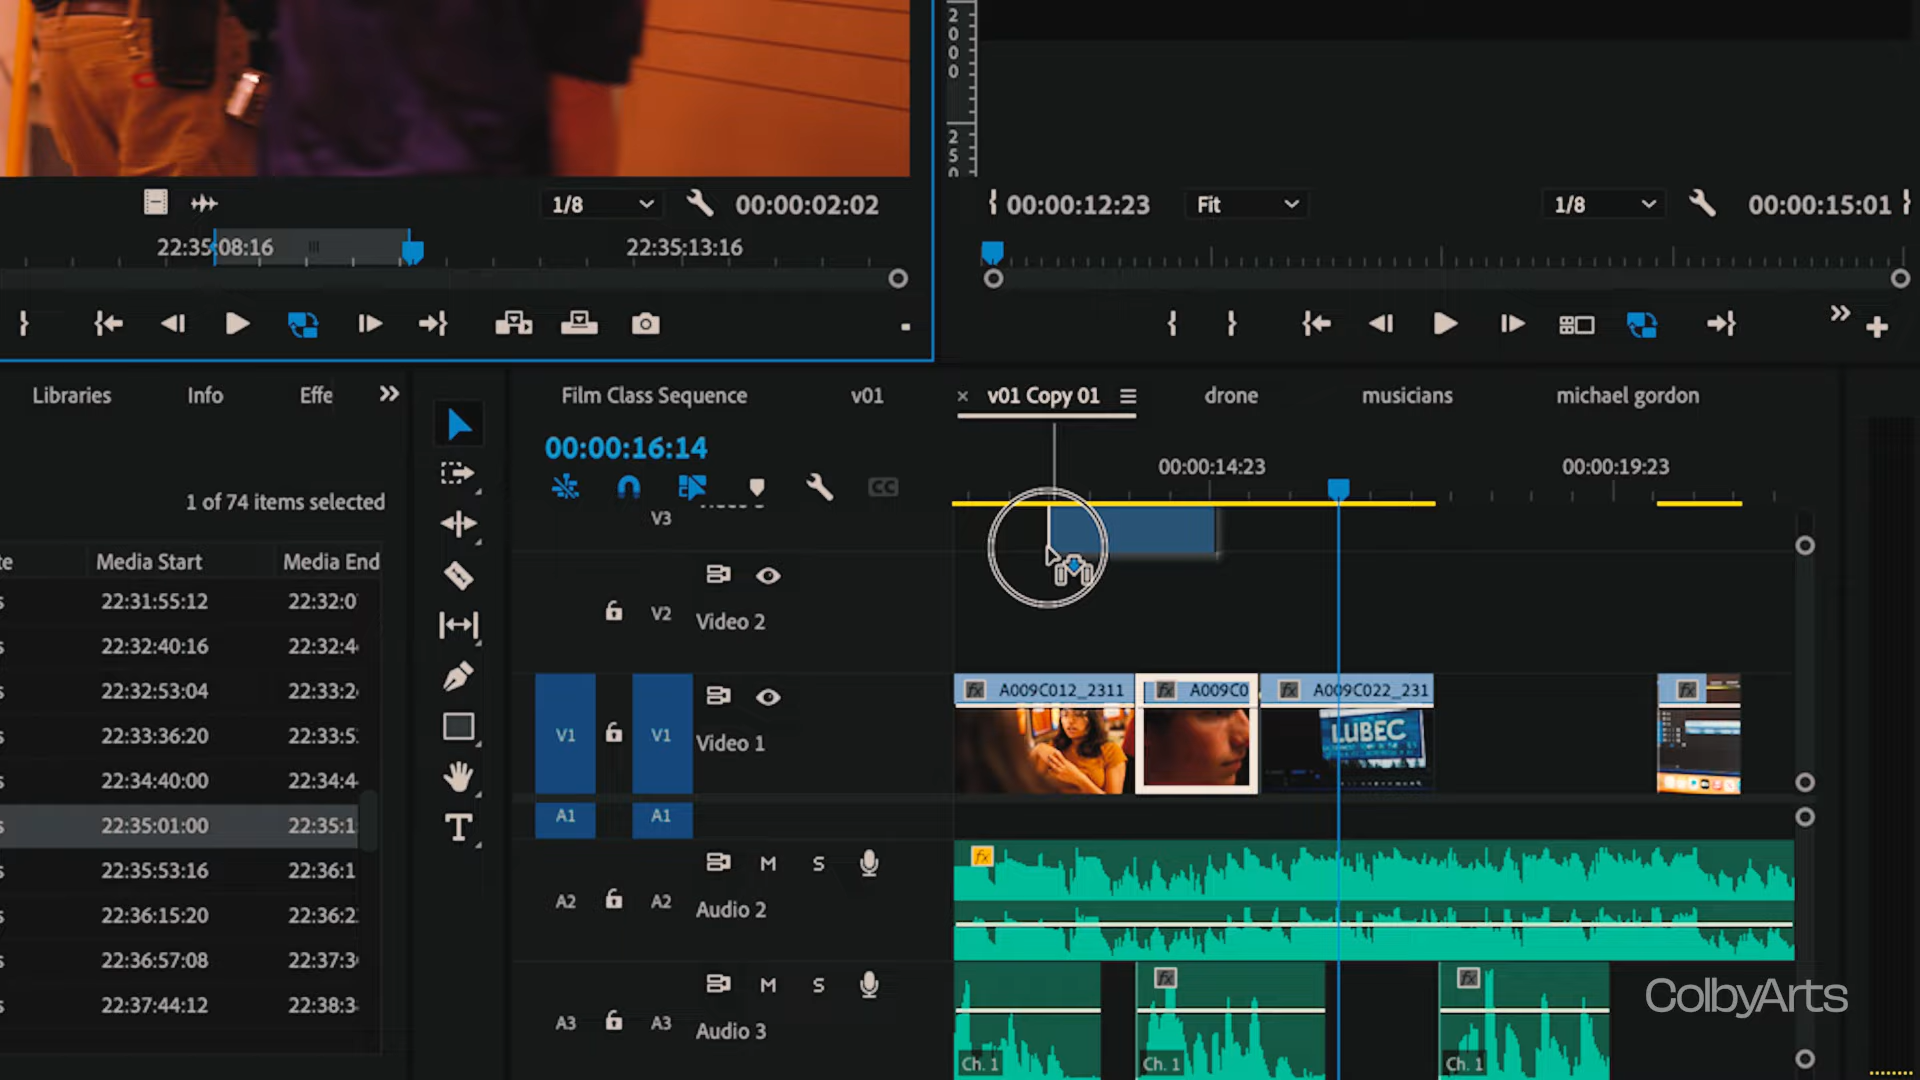 2
0
0
0
2
5
1/8
00:00:02:02
00:00:12:23
Fit
1/8
00:00:15:01
22:35:08:16
22:35:13:16
Libraries
Info
Effe
Film Class Sequence
v01
v01 Copy 01
drone
musicians
michael gordon
00:00:16:14
00:00:14:23
00:00:19:23
CC
1 of 74 items selected
V3
Media Start
Media End
22:31:55:12
22:32:0
22:32:40:16
22:32:4
22:32:53:04
22:33:2
22:33:36:20
22:33:5
22:34:40:00
22:34:4
22:35:01:00
22:35:1
22:35:53:16
22:36:1
22:36:15:20
22:36:2
22:36:57:08
22:37:3
22:37:44:12
22:38:3
V2
Video 2
V1
V1
Video 1
fx A009C012_2311
fx A009C0
fx A009C022_231
fx
LUBEC
A1
A1
fx
M S
A2
A2
Audio 2
M S
A3
A3
Audio 3
fx
fx
Ch. 1
Ch. 1
Ch. 1
ColbyArts